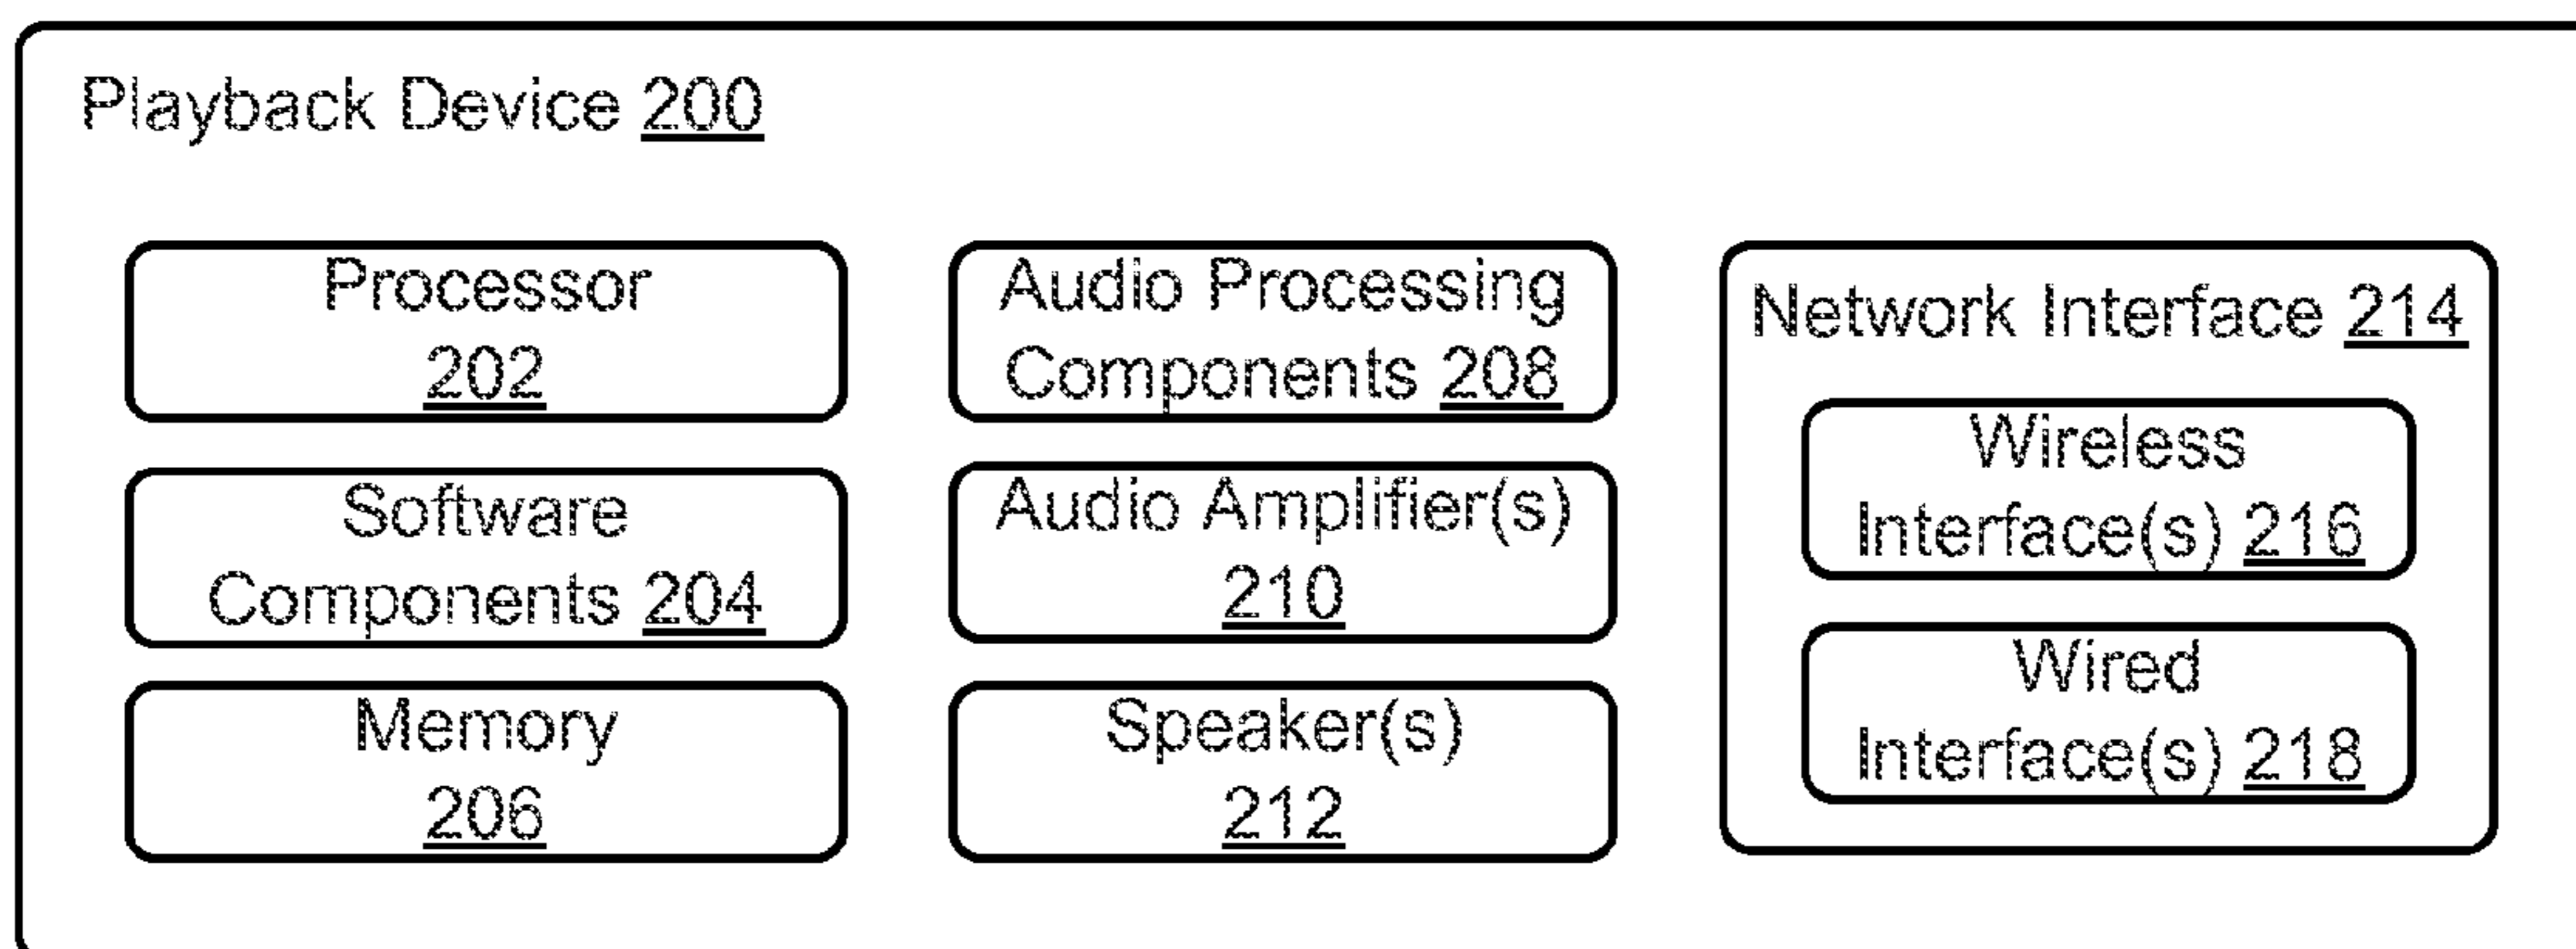 Playback Device 200
Processor
202
Software
Components 204
Memory
206
Audio Processing
Components 208
Audio Amplifier(s)
210
Speaker(s)
212
Network Interface 214
Wireless
Interface(s) 216
Wired
Interface(s) 218